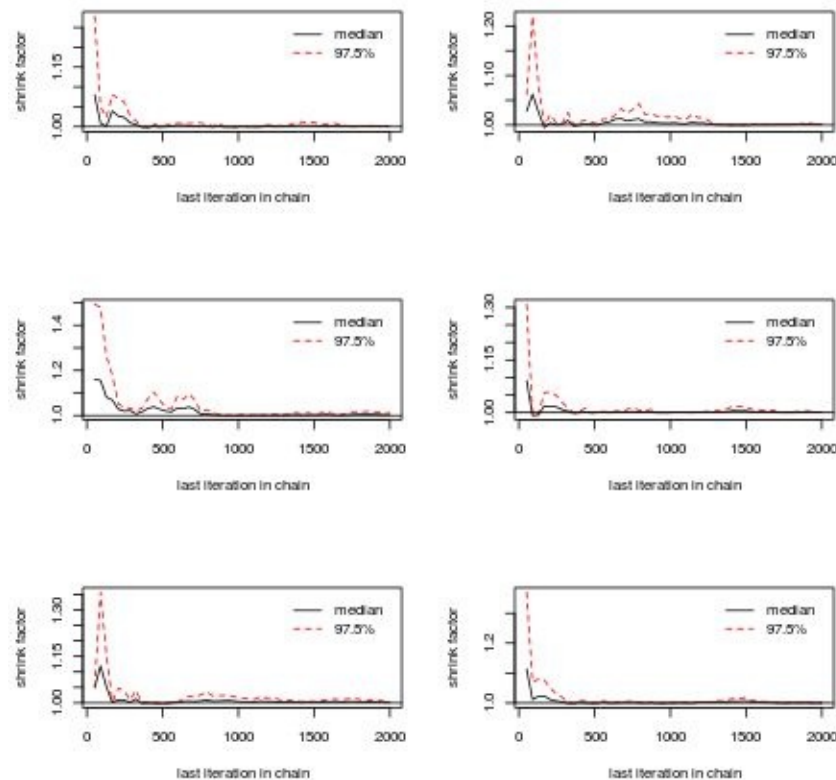 shrink factor
1.00 1.15
median
97.5%
0 500 1000 1500 2000
last iteration in chain
shrink factor
1.00 1.10 1.20
median
97.5%
0 500 1000 1500 2000
last iteration in chain
shrink factor
1.0 1.2 1.4
median
97.5%
0 500 1000 1500 2000
last iteration in chain
shrink factor
1.00 1.15 1.30
median
97.5%
0 500 1000 1500 2000
last iteration in chain
shrink factor
1.00 1.15 1.30
median
97.5%
0 500 1000 1500 2000
last iteration in chain
shrink factor
1.0 1.2
median
97.5%
0 500 1000 1500 2000
last iteration in chain